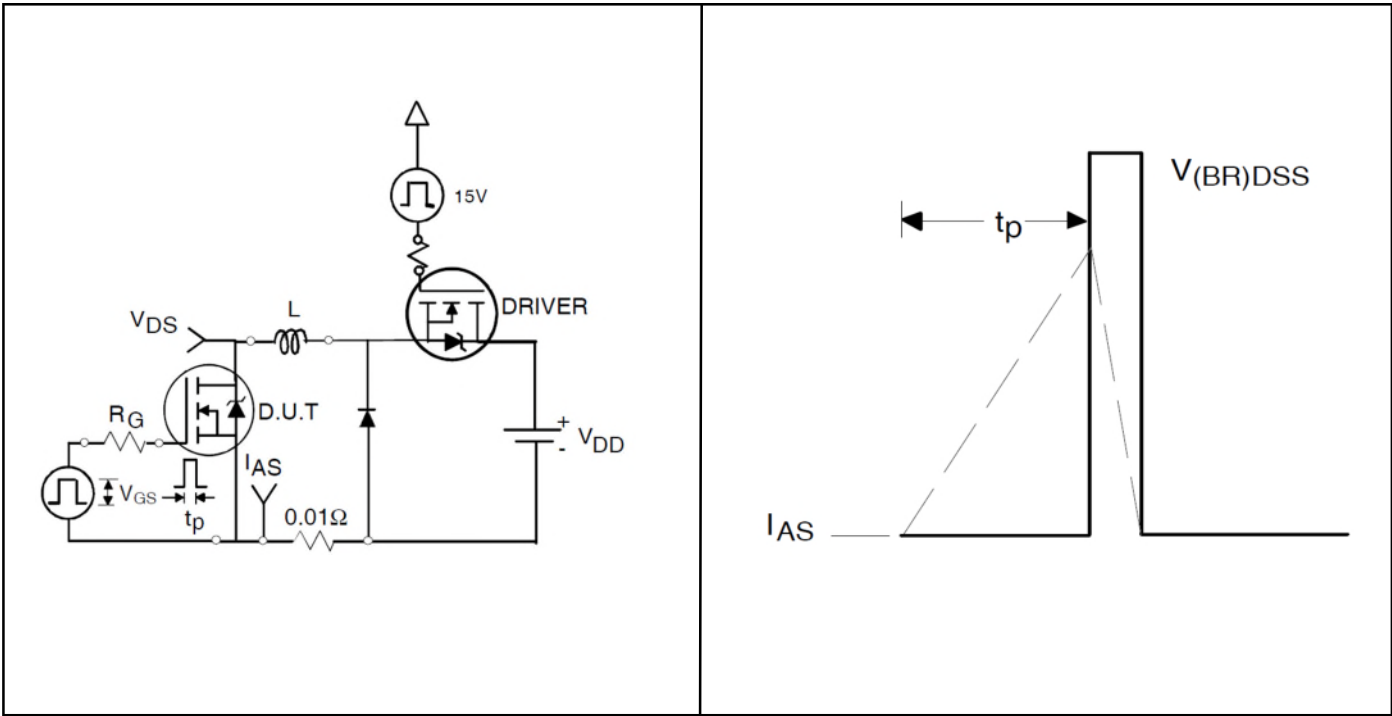 15V
DRIVER
L
VDS
D.U.T
RG
IAS
+
VDD
-
VGS
tp
0.01Ω
V(BR)DSS
tp
IAS